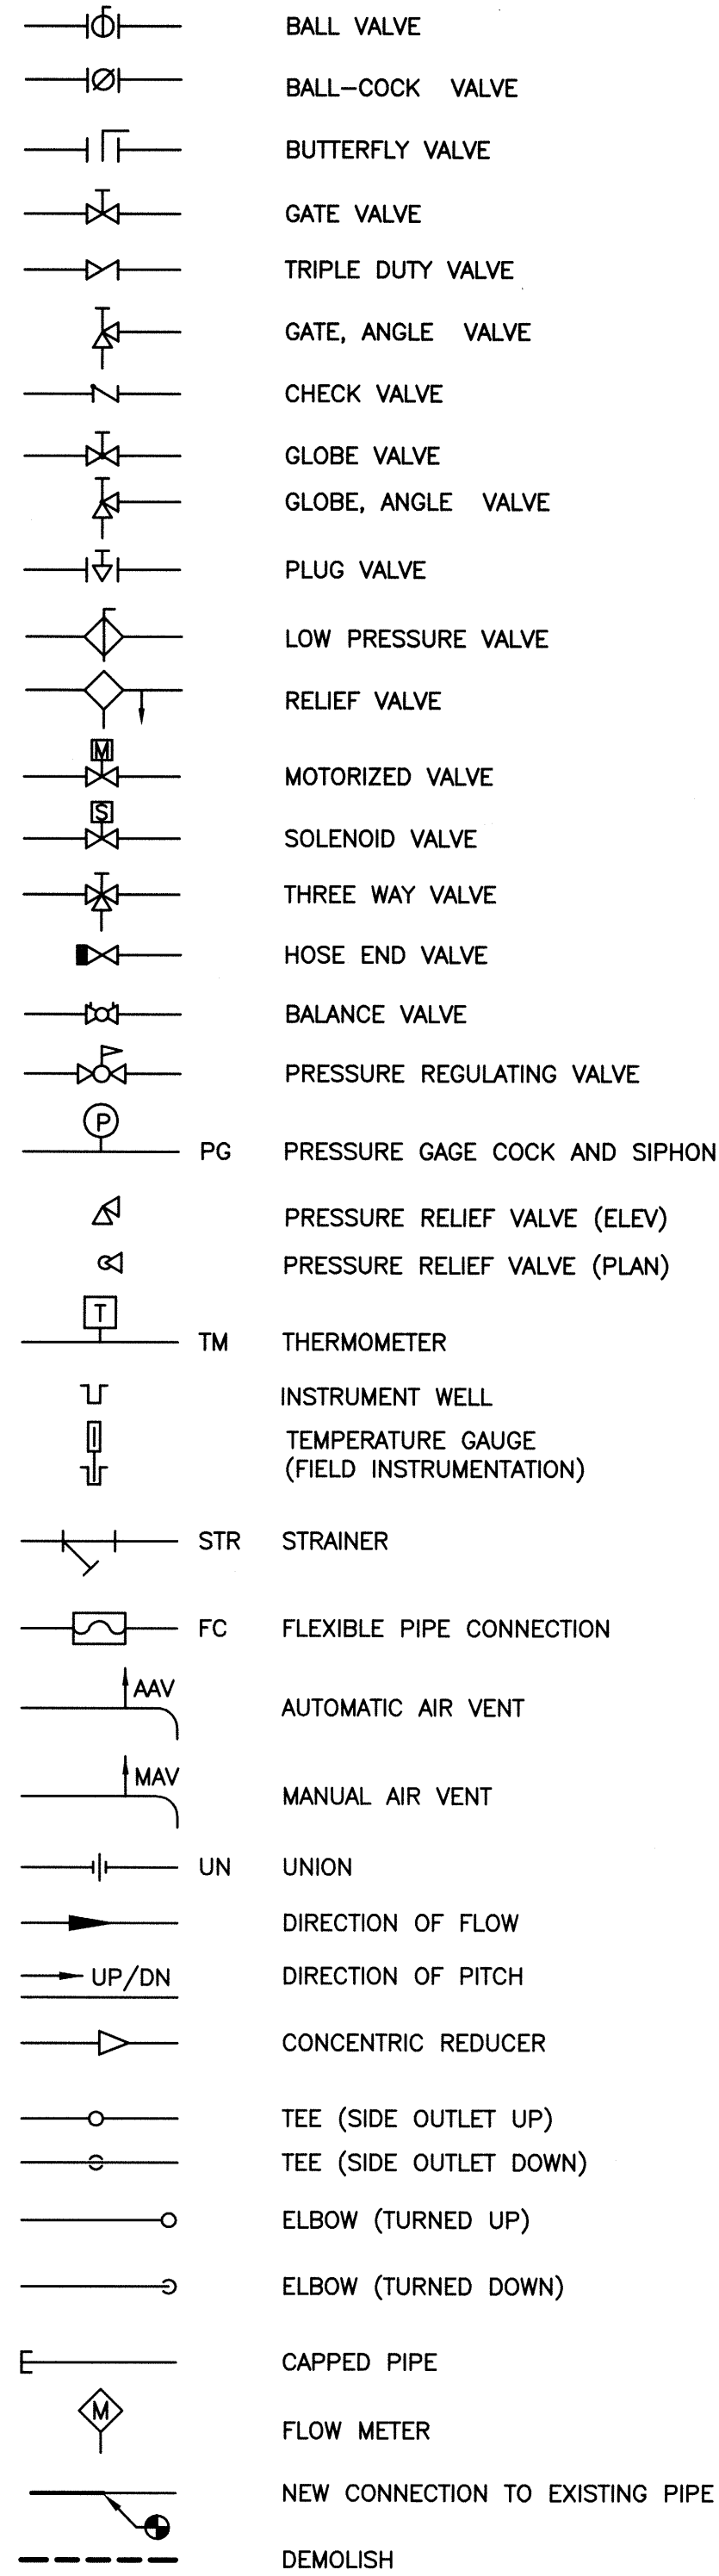 BALL VALVE
BALL-COCK VALVE
BUTTERFLY VALVE
GATE VALVE
TRIPLE DUTY VALVE
GATE, ANGLE VALVE
CHECK VALVE
GLOBE VALVE
GLOBE, ANGLE VALVE
PLUG VALVE
LOW PRESSURE VALVE
RELIEF VALVE
M MOTORIZED VALVE
S SOLENOID VALVE
THREE WAY VALVE
HOSE END VALVE
BALANCE VALVE
PRESSURE REGULATING VALVE
P PG PRESSURE GAGE COCK AND SIPHON
PRESSURE RELIEF VALVE (ELEV)
PRESSURE RELIEF VALVE (PLAN)
T TM THERMOMETER
INSTRUMENT WELL
TEMPERATURE GAUGE
(FIELD INSTRUMENTATION)
STR STRAINER
FC FLEXIBLE PIPE CONNECTION
AAV AUTOMATIC AIR VENT
MAV MANUAL AIR VENT
UN UNION
DIRECTION OF FLOW
UP/DN DIRECTION OF PITCH
CONCENTRIC REDUCER
TEE (SIDE OUTLET UP)
TEE (SIDE OUTLET DOWN)
ELBOW (TURNED UP)
ELBOW (TURNED DOWN)
CAPPED PIPE
M FLOW METER
NEW CONNECTION TO EXISTING PIPE
DEMOLISH